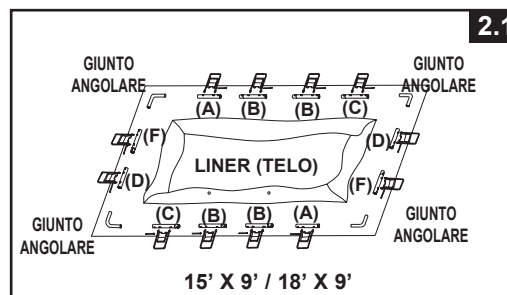 2.1
GIUNTO
ANGOLARE
GIUNTO
ANGOLARE
(A) (B) (B) (C)
(F)
(D)
LINER (TELO)
(D)
(F)
(C) (B) (B) (A)
GIUNTO
ANGOLARE
GIUNTO
ANGOLARE
15’ X 9’ / 18’ X 9’